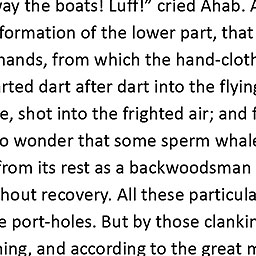 way the boats! Luff!” cried Ahab. A
formation of the lower part, that
hands, from which the hand-cloth
rted dart after dart into the flying
e, shot into the frighted air; and f
o wonder that some sperm whale
from its rest as a backwoodsman
hout recovery. All these particula
e port-holes. But by those clankin
ning, and according to the great m